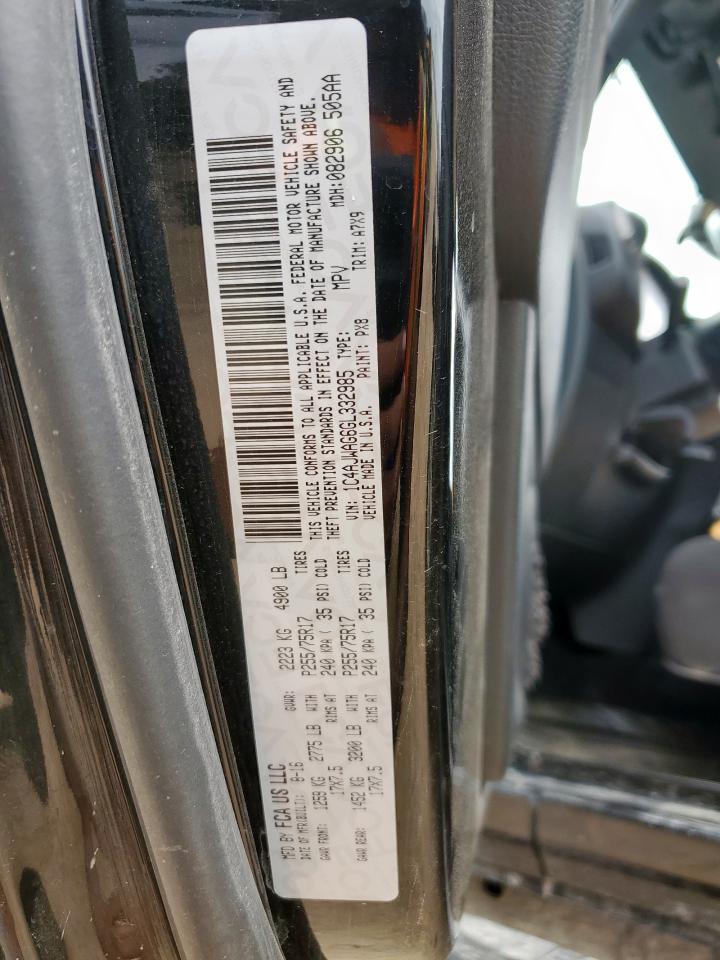 MFD BY FCA US LLC
DATE OF MFR(BUILT): 8-16 GVWR: 2223 KG 4900 LB
GAWR FRONT: 1259 KG 2775 LB WITH P255/75R17 TIRES
17X7.5 RIMS AT 240 KPA ( 35 PSI) COLD
GAWR REAR: 1452 KG 3200 LB WITH P255/75R17 TIRES
17X7.5 RIMS AT 240 KPA ( 35 PSI) COLD
THIS VEHICLE CONFORMS TO ALL APPLICABLE U.S.A. FEDERAL MOTOR VEHICLE SAFETY AND
THEFT PREVENTION STANDARDS IN EFFECT ON THE DATE OF MANUFACTURE SHOWN ABOVE.
VIN: 1C4AJWAG6GL332985 TYPE: MPV MDH:082906 505AA
VEHICLE MADE IN U.S.A. PAINT: PX8 TRIM: A7X9